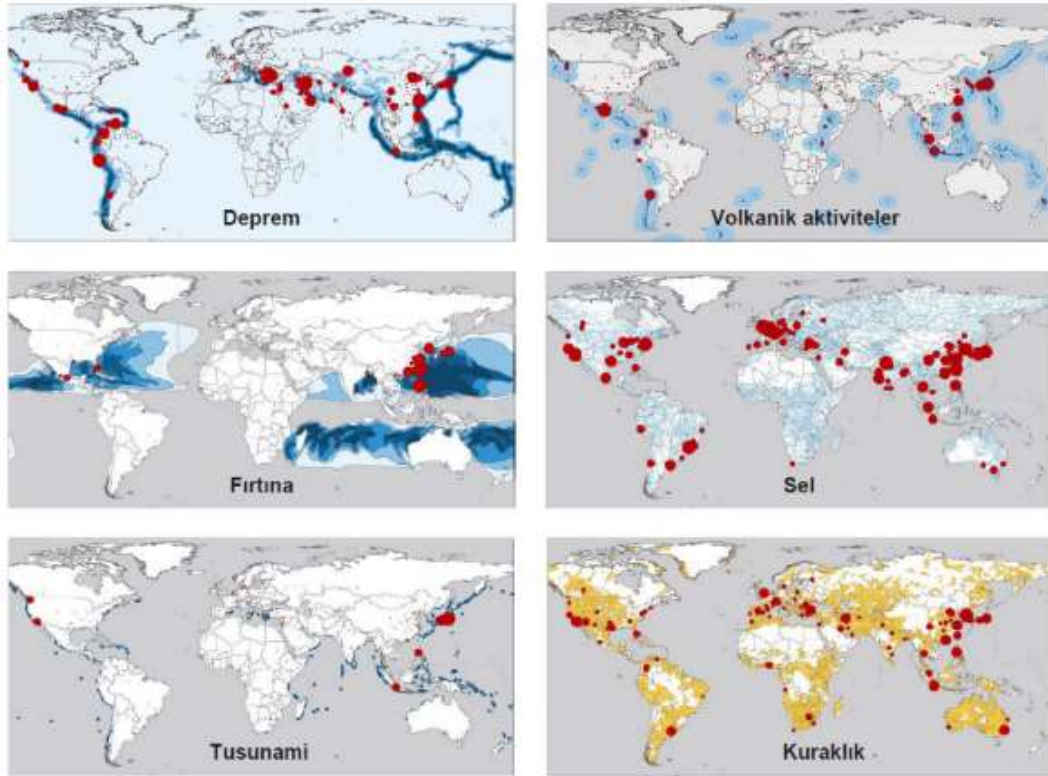 Deprem
Volkanik aktiviteler
Fırtına
Sel
Tusunami
Kuraklık